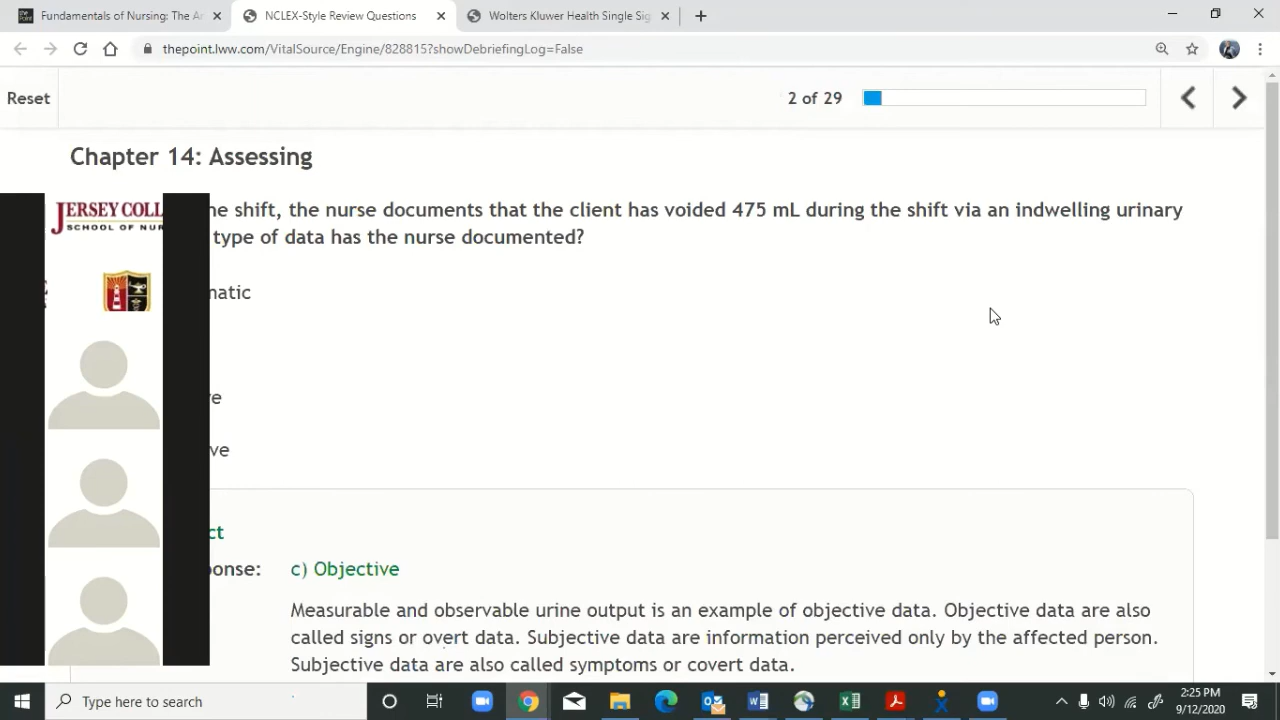 Fundamentals of Nursing: The Ac
NCLEX-Style Review Questions
Wolters Kluwer Health Single Sig
thepoint.lww.com/VitalSource/Engine/828815?showDebriefingLog=False
Reset
2 of 29
Chapter 14: Assessing
JERSEY COLL
SCHOOL OF NUR
he shift, the nurse documents that the client has voided 475 mL during the shift via an indwelling urinary
type of data has the nurse documented?
matic
ve
ve
ct
ponse: c) Objective
Measurable and observable urine output is an example of objective data. Objective data are also
called signs or overt data. Subjective data are information perceived only by the affected person.
Subjective data are also called symptoms or covert data.
Type here to search
2:25 PM
9/12/2020